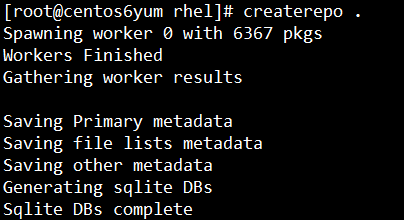 [root@centos6yum rhel]# createrepo .
Spawning worker 0 with 6367 pkgs
Workers Finished
Gathering worker results
Saving Primary metadata
Saving file lists metadata
Saving other metadata
Generating sqlite DBs
Sqlite DBs complete